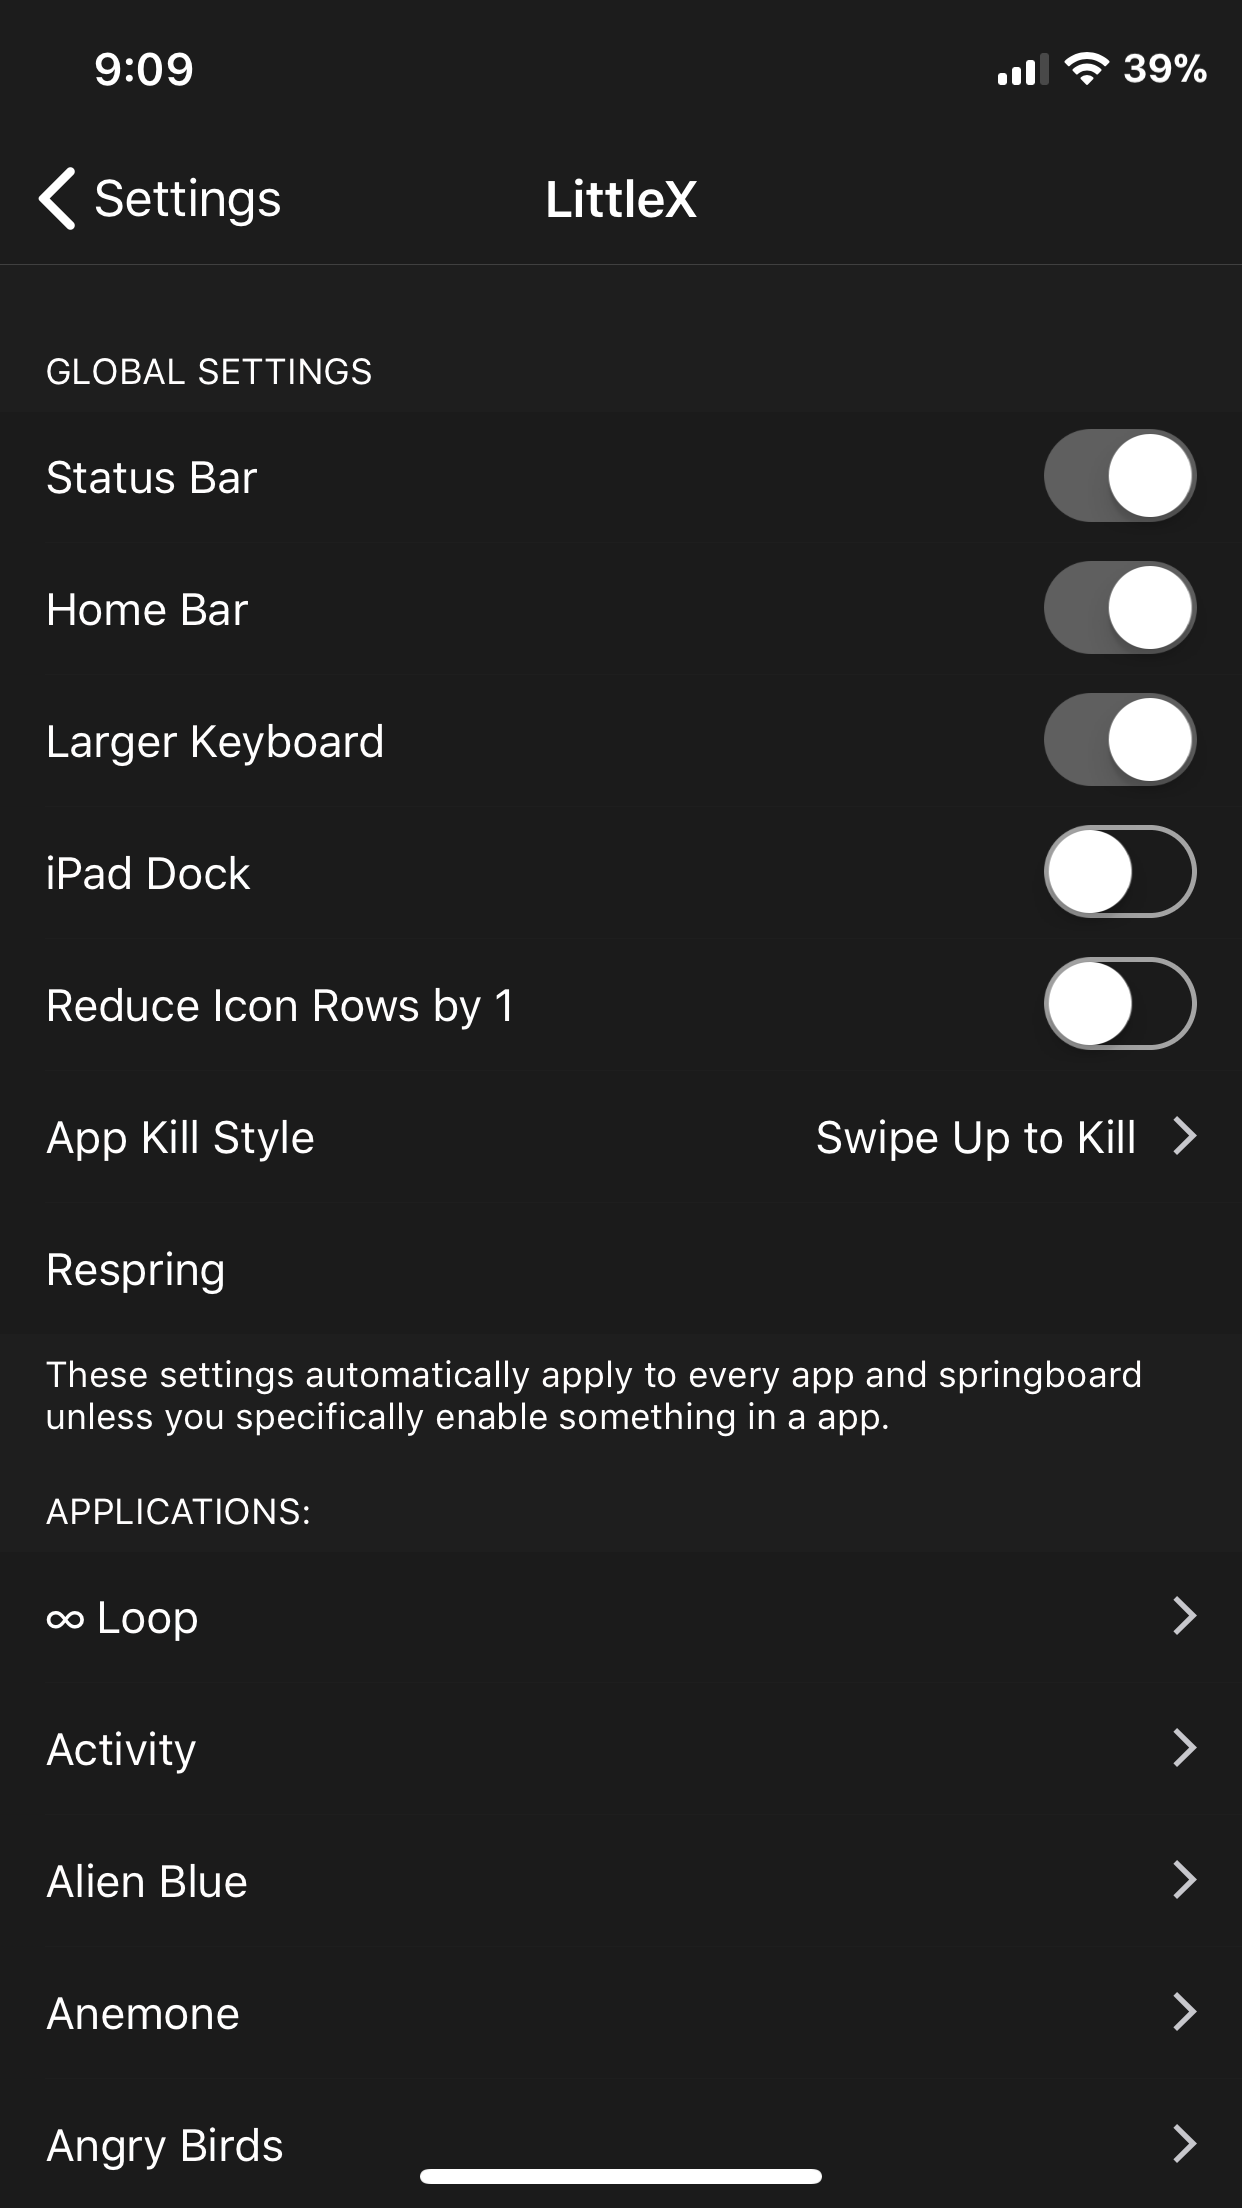 9:09 39%
Settings LittleX
GLOBAL SETTINGS
Status Bar
Home Bar
Larger Keyboard
iPad Dock
Reduce Icon Rows by 1
App Kill Style Swipe Up to Kill
Respring
These settings automatically apply to every app and springboard
unless you specifically enable something in a app.
APPLICATIONS:
∞ Loop
Activity
Alien Blue
Anemone
Angry Birds